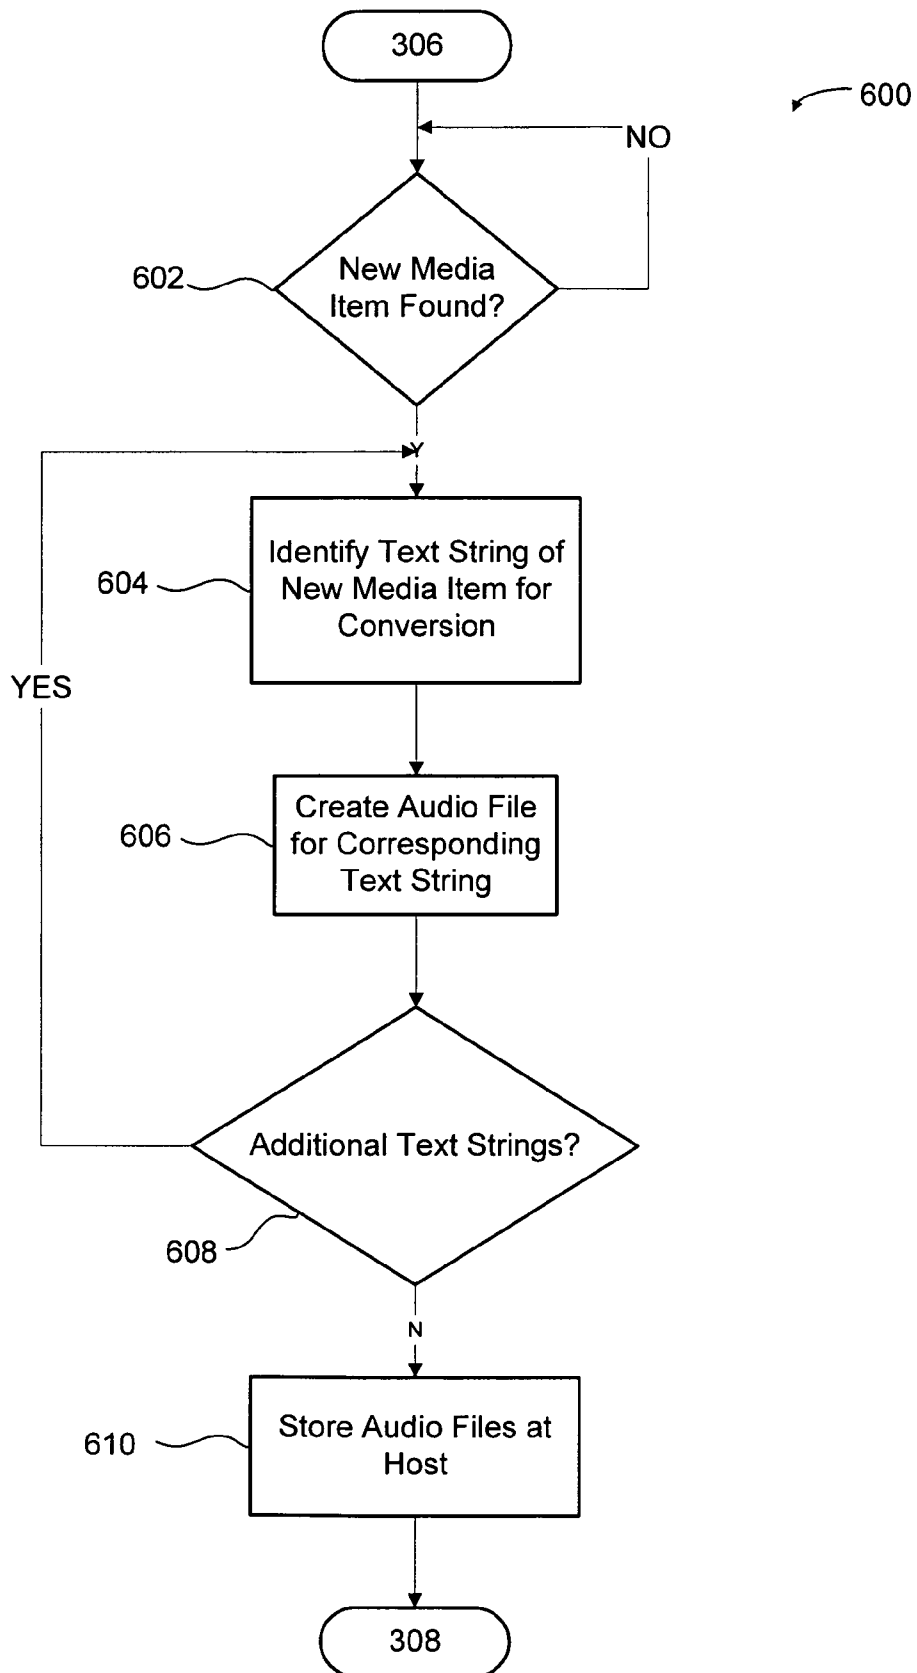 306
600
NO
602
New Media
Item Found?
Y
604
Identify Text String of
New Media Item for
Conversion
YES
606
Create Audio File
for Corresponding
Text String
Additional Text Strings?
608
N
610
Store Audio Files at
Host
308